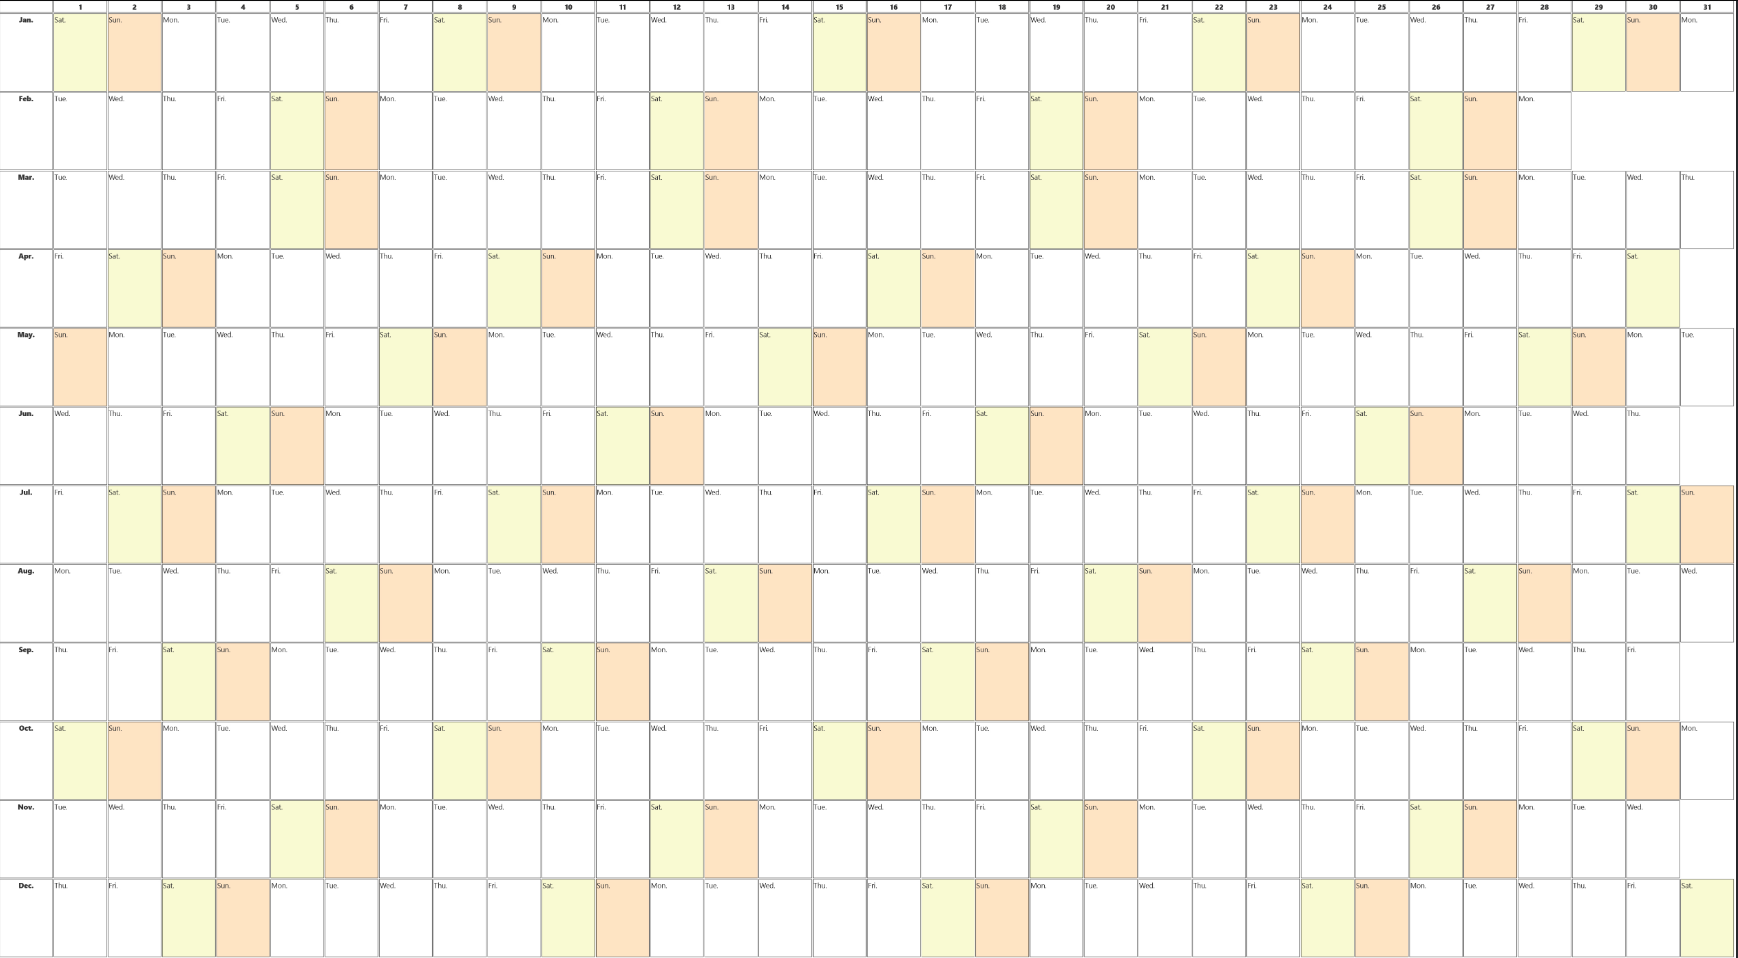 1 2 3 4 5 6 7 8 9 10 11 12 13 14 15 16 17 18 19 20 21 22 23 24 25 26 27 28 29 30 31
Jan. Sat. Sun. Mon. Tue. Wed. Thu. Fri. Sat. Sun. Mon. Tue. Wed. Thu. Fri. Sat. Sun. Mon. Tue. Wed. Thu. Fri. Sat. Sun. Mon. Tue. Wed. Thu. Fri. Sat. Sun. Mon.
Feb. Tue. Wed. Thu. Fri. Sat. Sun. Mon. Tue. Wed. Thu. Fri. Sat. Sun. Mon. Tue. Wed. Thu. Fri. Sat. Sun. Mon. Tue. Wed. Thu. Fri. Sat. Sun. Mon.
Mar. Tue. Wed. Thu. Fri. Sat. Sun. Mon. Tue. Wed. Thu. Fri. Sat. Sun. Mon. Tue. Wed. Thu. Fri. Sat. Sun. Mon. Tue. Wed. Thu. Fri. Sat. Sun. Mon. Tue. Wed. Thu.
Apr. Fri. Sat. Sun. Mon. Tue. Wed. Thu. Fri. Sat. Sun. Mon. Tue. Wed. Thu. Fri. Sat. Sun. Mon. Tue. Wed. Thu. Fri. Sat. Sun. Mon. Tue. Wed. Thu. Fri. Sat.
May. Sun. Mon. Tue. Wed. Thu. Fri. Sat. Sun. Mon. Tue. Wed. Thu. Fri. Sat. Sun. Mon. Tue. Wed. Thu. Fri. Sat. Sun. Mon. Tue. Wed. Thu. Fri. Sat. Sun. Mon. Tue.
Jun. Wed. Thu. Fri. Sat. Sun. Mon. Tue. Wed. Thu. Fri. Sat. Sun. Mon. Tue. Wed. Thu. Fri. Sat. Sun. Mon. Tue. Wed. Thu. Fri. Sat. Sun. Mon. Tue. Wed. Thu.
Jul. Fri. Sat. Sun. Mon. Tue. Wed. Thu. Fri. Sat. Sun. Mon. Tue. Wed. Thu. Fri. Sat. Sun. Mon. Tue. Wed. Thu. Fri. Sat. Sun. Mon. Tue. Wed. Thu. Fri. Sat. Sun.
Aug. Mon. Tue. Wed. Thu. Fri. Sat. Sun. Mon. Tue. Wed. Thu. Fri. Sat. Sun. Mon. Tue. Wed. Thu. Fri. Sat. Sun. Mon. Tue. Wed. Thu. Fri. Sat. Sun. Mon. Tue. Wed.
Sep. Thu. Fri. Sat. Sun. Mon. Tue. Wed. Thu. Fri. Sat. Sun. Mon. Tue. Wed. Thu. Fri. Sat. Sun. Mon. Tue. Wed. Thu. Fri. Sat. Sun. Mon. Tue. Wed. Thu. Fri.
Oct. Sat. Sun. Mon. Tue. Wed. Thu. Fri. Sat. Sun. Mon. Tue. Wed. Thu. Fri. Sat. Sun. Mon. Tue. Wed. Thu. Fri. Sat. Sun. Mon. Tue. Wed. Thu. Fri. Sat. Sun. Mon.
Nov. Tue. Wed. Thu. Fri. Sat. Sun. Mon. Tue. Wed. Thu. Fri. Sat. Sun. Mon. Tue. Wed. Thu. Fri. Sat. Sun. Mon. Tue. Wed. Thu. Fri. Sat. Sun. Mon. Tue. Wed.
Dec. Thu. Fri. Sat. Sun. Mon. Tue. Wed. Thu. Fri. Sat. Sun. Mon. Tue. Wed. Thu. Fri. Sat. Sun. Mon. Tue. Wed. Thu. Fri. Sat. Sun. Mon. Tue. Wed. Thu. Fri. Sat.